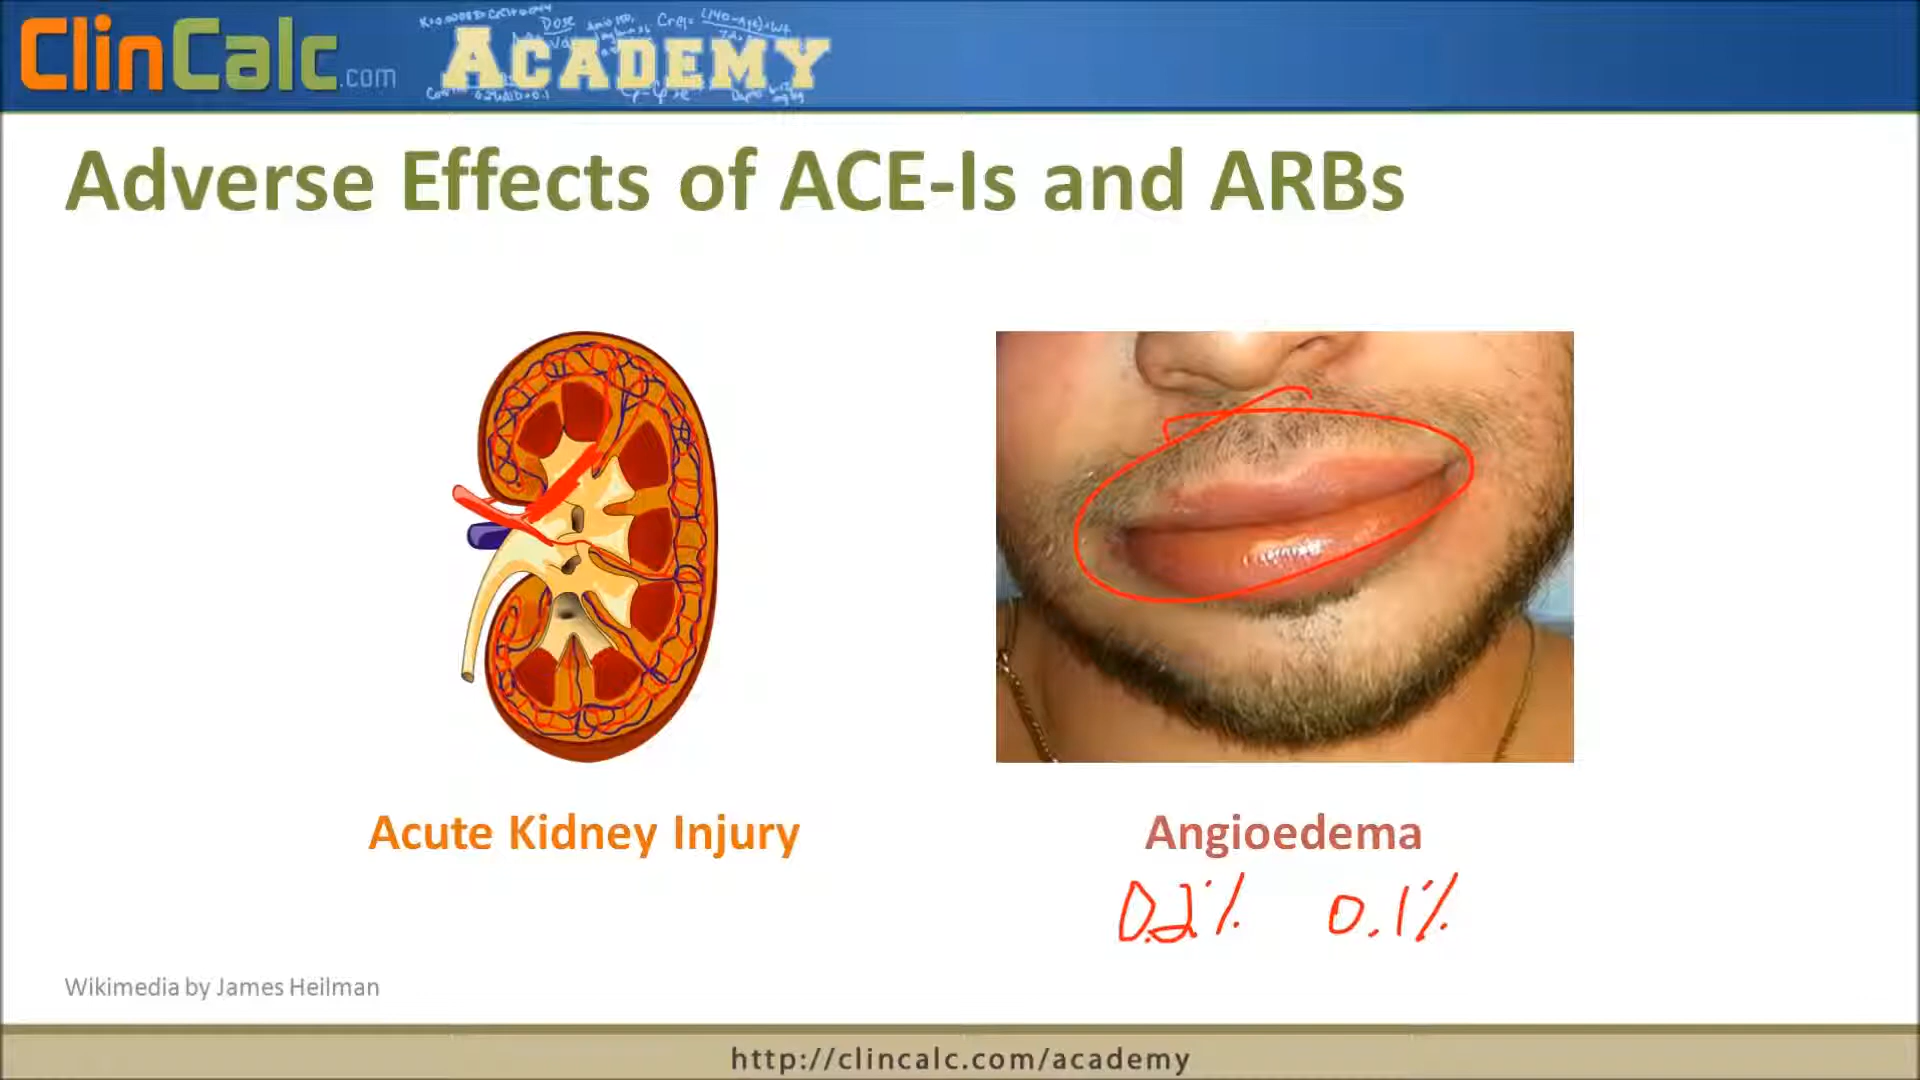 ClinCalc.com ACADEMY
Adverse Effects of ACE-Is and ARBs
Acute Kidney Injury
Angioedema
0.2% 0.1%
Wikimedia by James Heilman
http://clincalc.com/academy